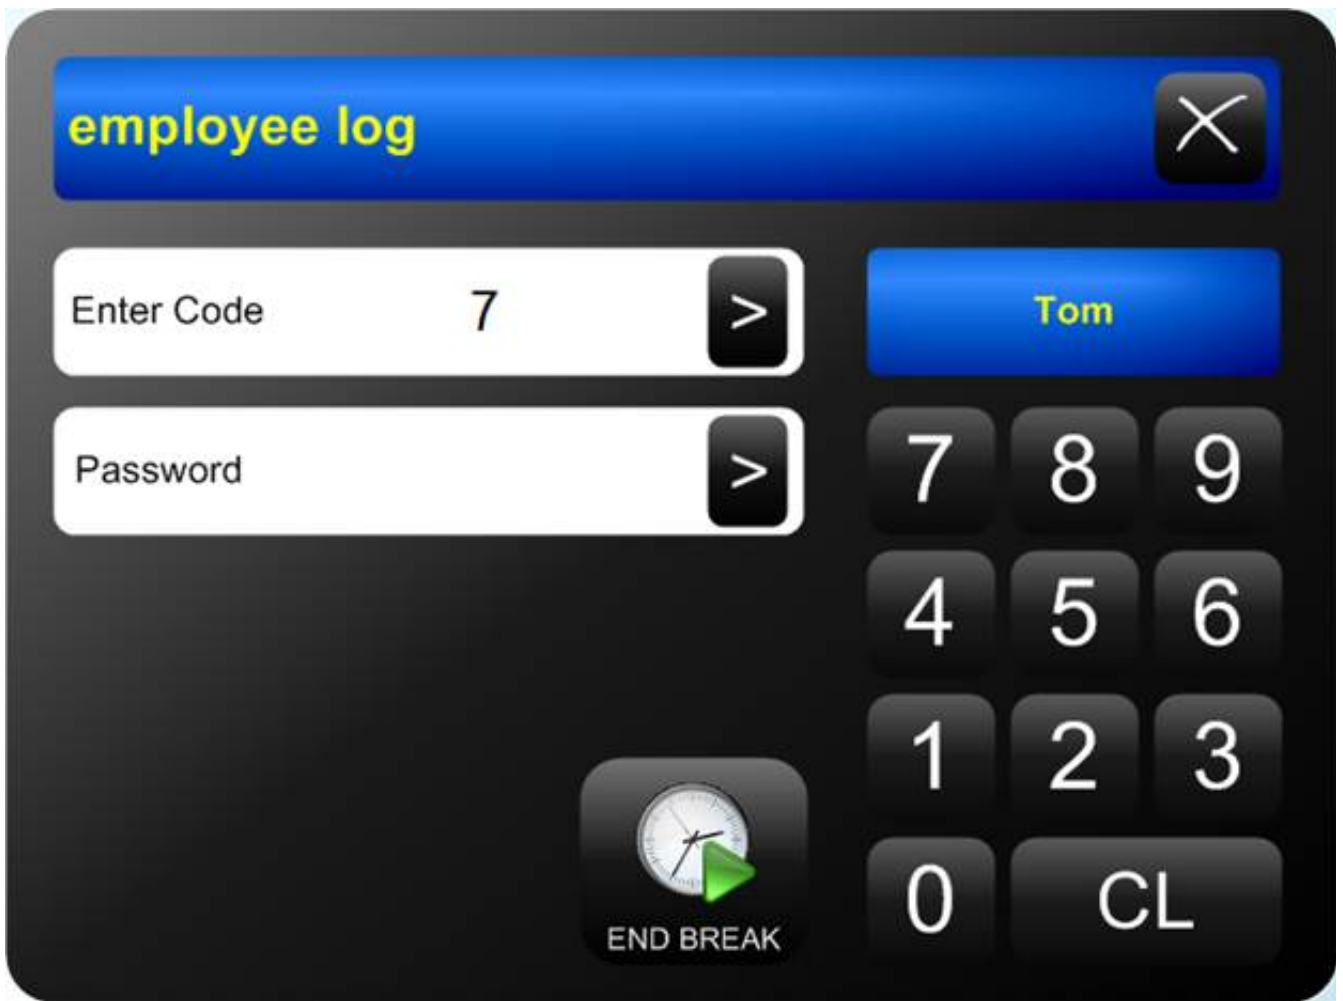 employee log
Enter Code 7 >
Tom
Password >
7 8 9
4 5 6
1 2 3
0 CL
END BREAK